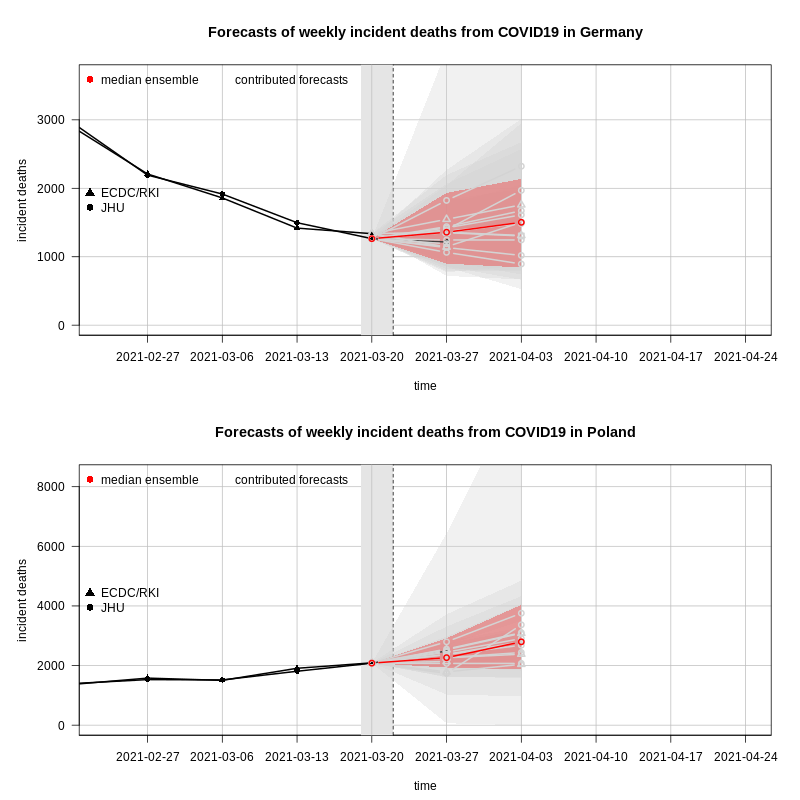 Forecasts of weekly incident deaths from COVID19 in Germany
median ensemble contributed forecasts
3000
2000
ECDC/RKI
JHU
1000
0
incident deaths
2021-02-27 2021-03-06 2021-03-13 2021-03-20 2021-03-27 2021-04-03 2021-04-10 2021-04-17 2021-04-24
time
Forecasts of weekly incident deaths from COVID19 in Poland
median ensemble contributed forecasts
8000
6000
ECDC/RKI
4000
JHU
2000
0
incident deaths
2021-02-27 2021-03-06 2021-03-13 2021-03-20 2021-03-27 2021-04-03 2021-04-10 2021-04-17 2021-04-24
time